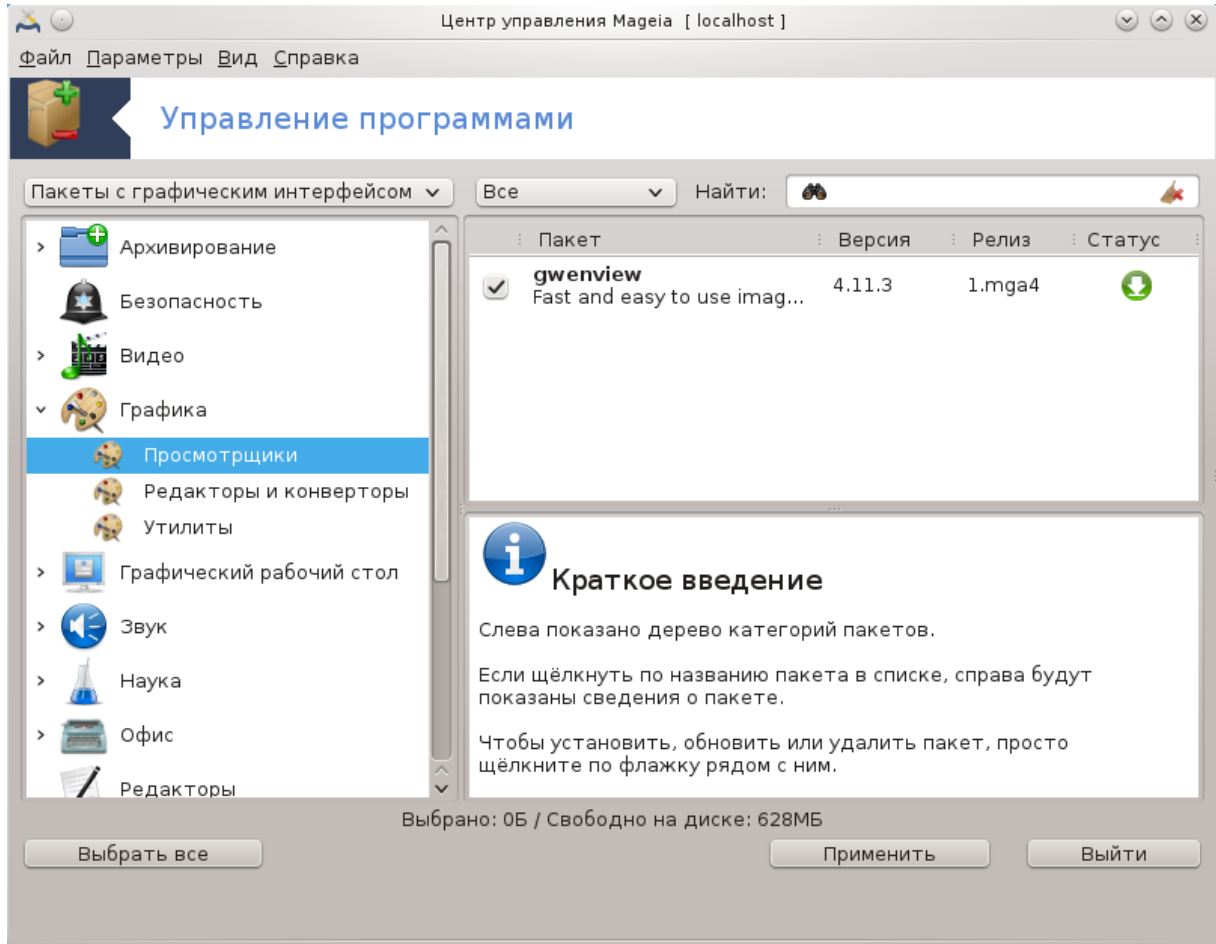 Центр управления Mageia [ localhost ]
Файл Параметры Вид Справка
Управление программами
Пакеты с графическим интерфейсом Все Найти:
Архивирование
Безопасность
Видео
Графика
Просмотрщики
Редакторы и конверторы
Утилиты
Графический рабочий стол
Звук
Наука
Офис
Редакторы
Пакет Версия Релиз Статус
gwenview
Fast and easy to use imag... 4.11.3 1.mga4
Краткое введение
Слева показано дерево категорий пакетов.
Если щёлкнуть по названию пакета в списке, справа будут
показаны сведения о пакете.
Чтобы установить, обновить или удалить пакет, просто
щёлкните по флажку рядом с ним.
Выбрано: 0Б / Свободно на диске: 628МБ
Выбрать все Применить Выйти